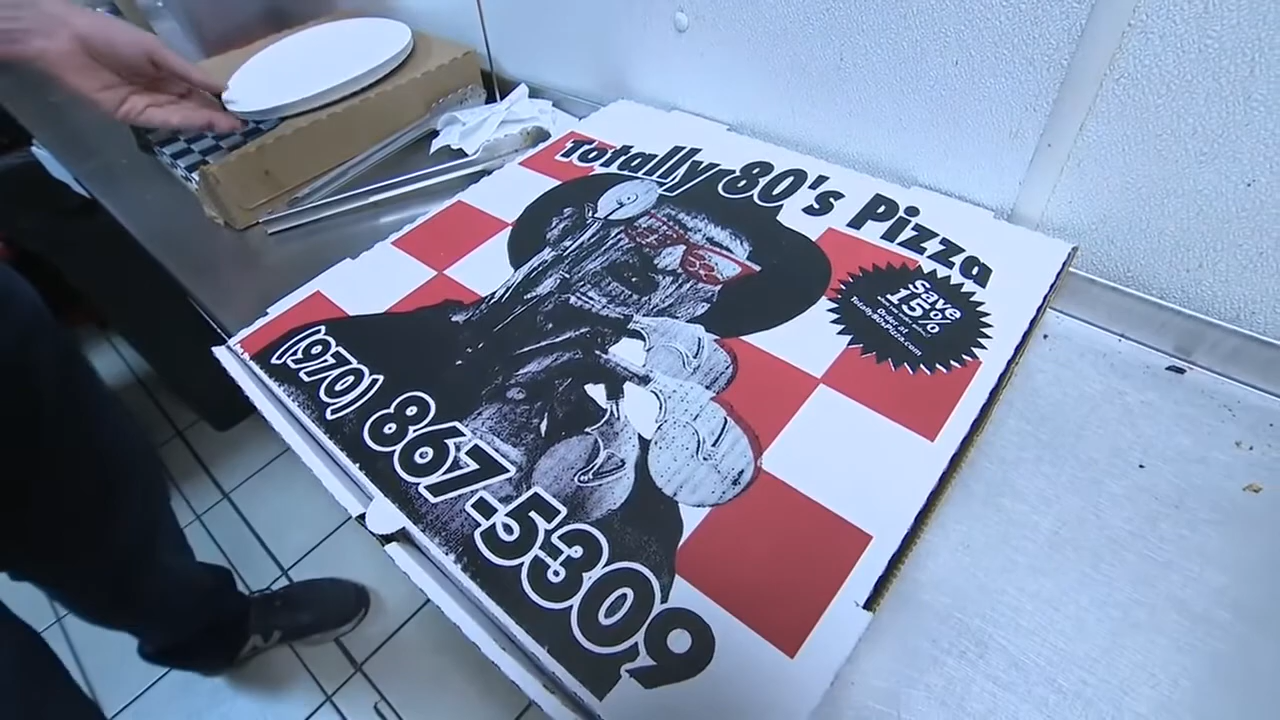 Totally 80's Pizza
Save
15%
Order at
Totally80sPizza.com
(970) 867-5309
N